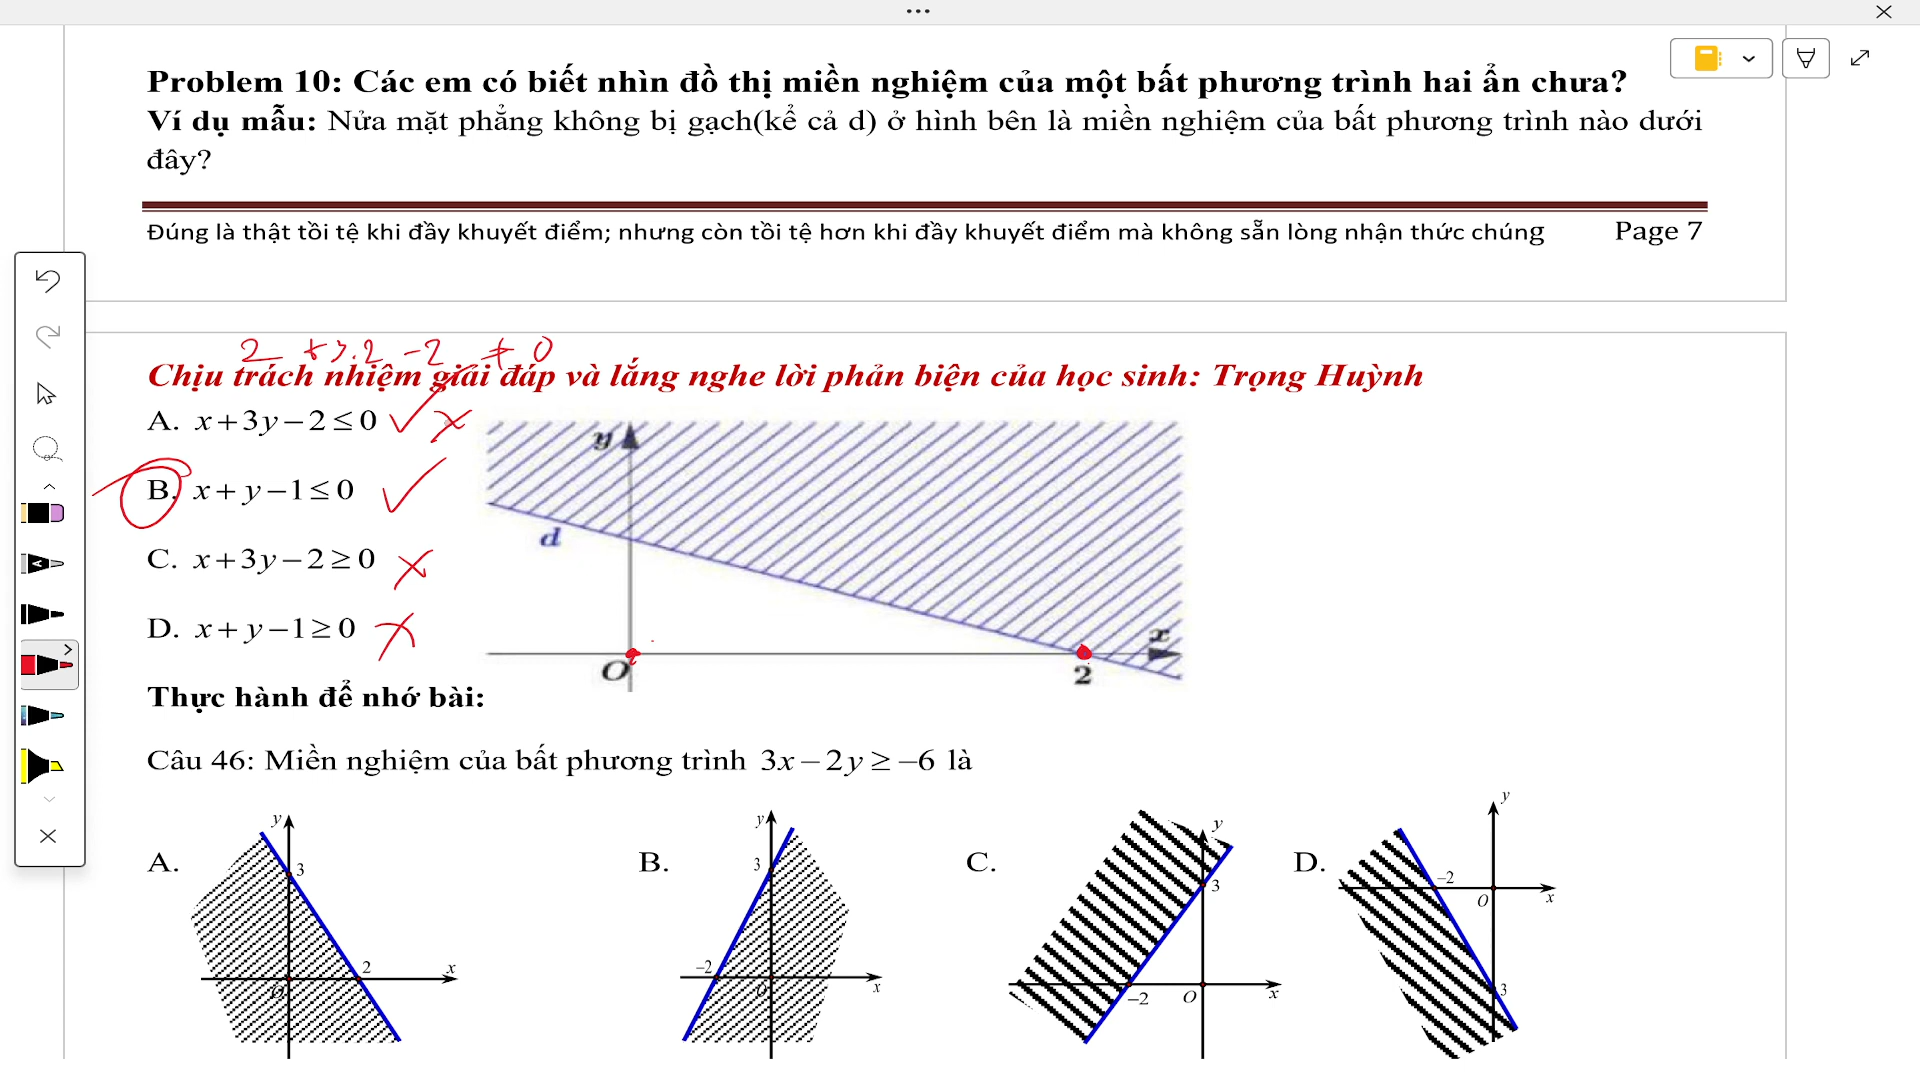 Problem 10: Các em có biết nhìn đồ thị miền nghiệm của một bất phương trình hai ẩn chưa?
Ví dụ mẫu: Nửa mặt phẳng không bị gạch(kể cả d) ở hình bên là miền nghiệm của bất phương trình nào dưới
đây?
Đúng là thật tồi tệ khi đầy khuyết điểm; nhưng còn tồi tệ hơn khi đầy khuyết điểm mà không sẵn lòng nhận thức chúng Page 7
2 + 3.2 - 2 ≠ 0
Chịu trách nhiệm giải đáp và lắng nghe lời phản biện của học sinh: Trọng Huỳnh
A. x+3y−2≤0
B. x+y−1≤0
C. x+3y−2≥0
D. x+y−1≥0
y
d
x
O
2
Thực hành để nhớ bài:
Câu 46: Miền nghiệm của bất phương trình 3x−2y≥−6 là
A.
y
3
2
x
O
B.
y
3
−2
O
x
C.
y
3
−2
O
x
D.
y
−2
O
x
3